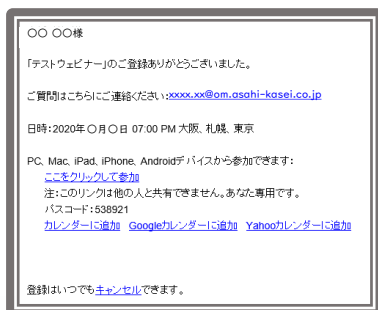 〇〇 〇〇様
「テストウェビナー」のご登録ありがとうございました。
ご質問はこちらにご連絡ください:xxxx.xx@om.asahi-kasei.co.jp
日時:2020年〇月〇日 07:00 PM 大阪、札幌、東京
PC, Mac, iPad, iPhone, Androidデバイスから参加できます:
ここをクリックして参加
注:このリンクは他の人と共有できません。あなた専用です。
パスコード:538921
カレンダーに追加 Googleカレンダーに追加 Yahooカレンダーに追加
登録はいつでもキャンセルできます。